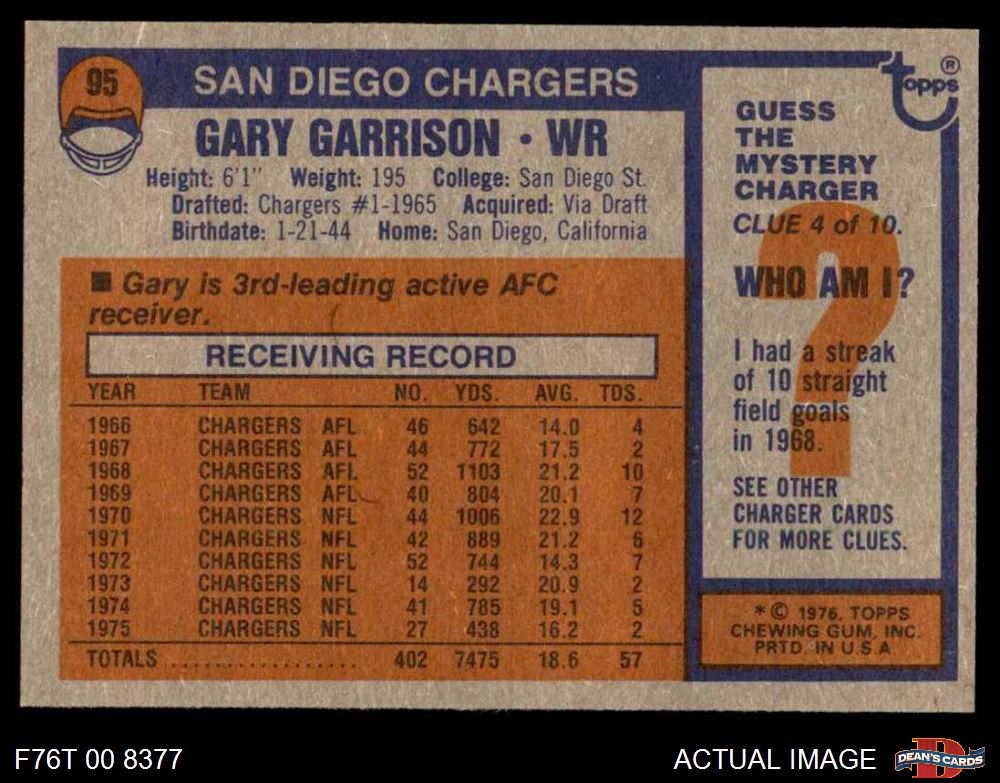 95
SAN DIEGO CHARGERS
GARY GARRISON · WR
Height: 6'1" Weight: 195 College: San Diego St.
Drafted: Chargers #1-1965 Acquired: Via Draft
Birthdate: 1-21-44 Home: San Diego, California
■ Gary is 3rd-leading active AFC
receiver.
RECEIVING RECORD
YEAR TEAM NO. YDS. AVG. TDS.
1966 CHARGERS AFL 46 642 14.0 4
1967 CHARGERS AFL 44 772 17.5 2
1968 CHARGERS AFL 52 1103 21.2 10
1969 CHARGERS AFL 40 804 20.1 7
1970 CHARGERS NFL 44 1006 22.9 12
1971 CHARGERS NFL 42 889 21.2 6
1972 CHARGERS NFL 52 744 14.3 7
1973 CHARGERS NFL 14 292 20.9 2
1974 CHARGERS NFL 41 785 19.1 5
1975 CHARGERS NFL 27 438 16.2 2
TOTALS .................. 402 7475 18.6 57
topps ®
GUESS
THE
MYSTERY
CHARGER
CLUE 4 of 10.
?
WHO AM I?
I had a streak
of 10 straight
field goals
in 1968.
SEE OTHER
CHARGER CARDS
FOR MORE CLUES.
* © 1976, TOPPS
CHEWING GUM, INC.
PRTD. IN U.S.A
F76T 00 8377
ACTUAL IMAGE
D
DEAN'S CARDS